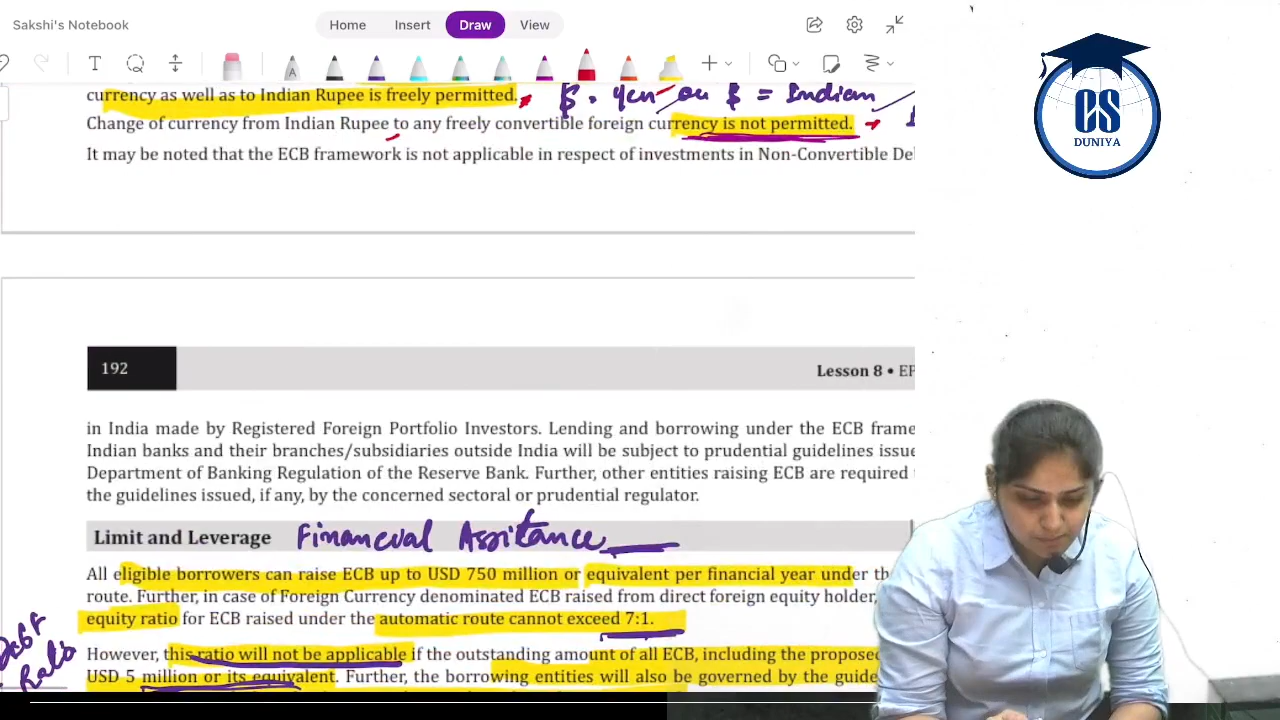 Sakshi's Notebook
Home Insert Draw View
currency as well as to Indian Rupee is freely permitted. $ . Yen or $ = Indian
Change of currency from Indian Rupee to any freely convertible foreign currency is not permitted.
It may be noted that the ECB framework is not applicable in respect of investments in Non-Convertible De
CS
DUNIYA
192
Lesson 8 • EF
in India made by Registered Foreign Portfolio Investors. Lending and borrowing under the ECB frame
Indian banks and their branches/subsidiaries outside India will be subject to prudential guidelines issue
Department of Banking Regulation of the Reserve Bank. Further, other entities raising ECB are required
the guidelines issued, if any, by the concerned sectoral or prudential regulator.
Limit and Leverage Financval Assitance
All eligible borrowers can raise ECB up to USD 750 million or equivalent per financial year under th
route. Further, in case of Foreign Currency denominated ECB raised from direct foreign equity holder,
equity ratio for ECB raised under the automatic route cannot exceed 7:1.
However, this ratio will not be applicable if the outstanding amount of all ECB, including the propose
USD 5 million or its equivalent. Further, the borrowing entities will also be governed by the guide